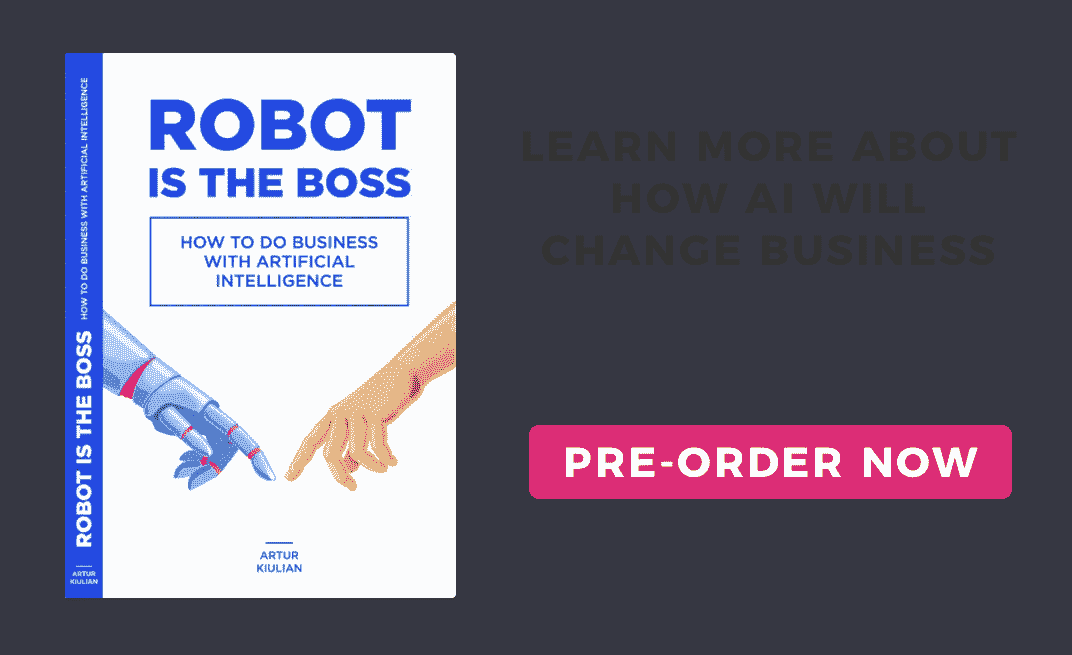 HOW TO DO BUSINESS WITH ARTIFICIAL INTELLIGENCE
ROBOT IS THE BOSS
ARTUR
KIULIAN
ROBOT
IS THE BOSS
HOW TO DO BUSINESS
WITH ARTIFICIAL
INTELLIGENCE
ARTUR
KIULIAN
LEARN MORE ABOUT
HOW AI WILL
CHANGE BUSINESS
PRE-ORDER NOW